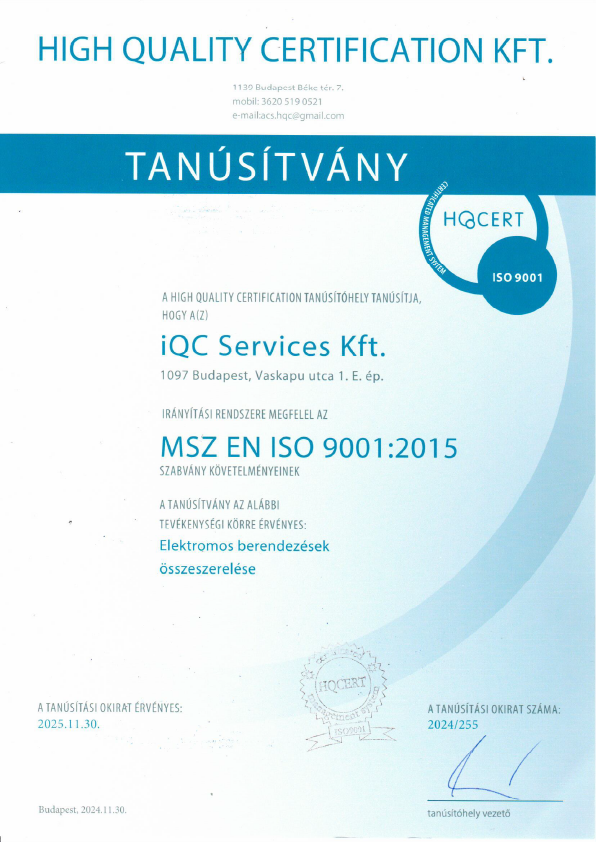 HIGH QUALITY CERTIFICATION KFT.
1139 Budapest Béke tér. 7.
mobil: 3620 519 0521
e-mail:acs.hqc@gmail.com
TANÚSÍTVÁNY
CERTIFICATED MANAGEMENT SYSTEM
HQCERT
ISO 9001
A HIGH QUALITY CERTIFICATION TANÚSÍTÓHELY TANÚSÍTJA,
HOGY A(Z)
iQC Services Kft.
1097 Budapest, Vaskapu utca 1. E. ép.
IRÁNYÍTÁSI RENDSZERE MEGFELEL AZ
MSZ EN ISO 9001:2015
SZABVÁNY KÖVETELMÉNYEINEK
A TANÚSÍTVÁNY AZ ALÁBBI
TEVÉKENYSÉGI KÖRRE ÉRVÉNYES:
Elektromos berendezések
összeszerelése
HQCERT
management system
ISO9001
A TANÚSÍTÁSI OKIRAT ÉRVÉNYES:
2025.11.30.
A TANÚSÍTÁSI OKIRAT SZÁMA:
2024/255
Budapest, 2024.11.30.
tanúsítóhely vezető